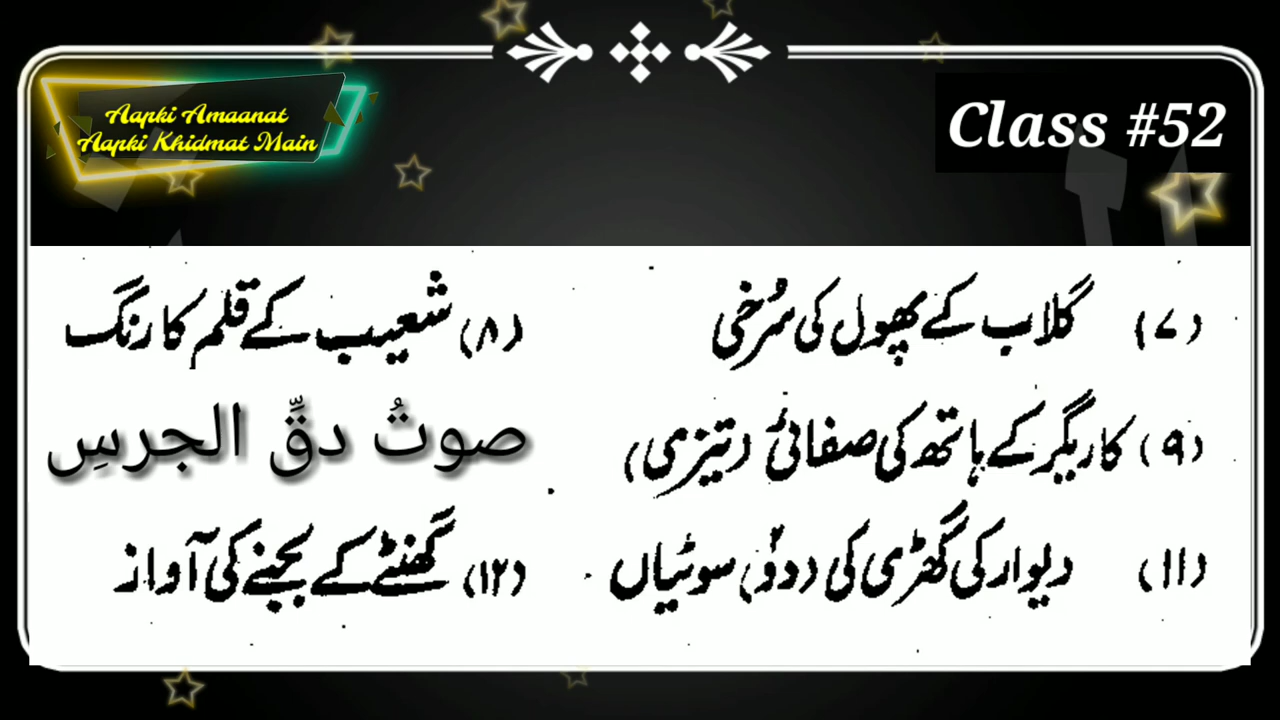 Aapki Amaanat
Aapki Khidmat Main
Class #52
(۷) گلاب کے پھول کی سُرخی
(۸) شعیب کے قلم کا رنگ
(۹) کاریگر کے ہاتھ کی صفائی (تیزی)
صوتُ دقِّ الجرسِ
(۱۱) دیوار کی گھڑی کی (دو) سوئیاں
(۱۲) گھنٹے کے بجنے کی آواز